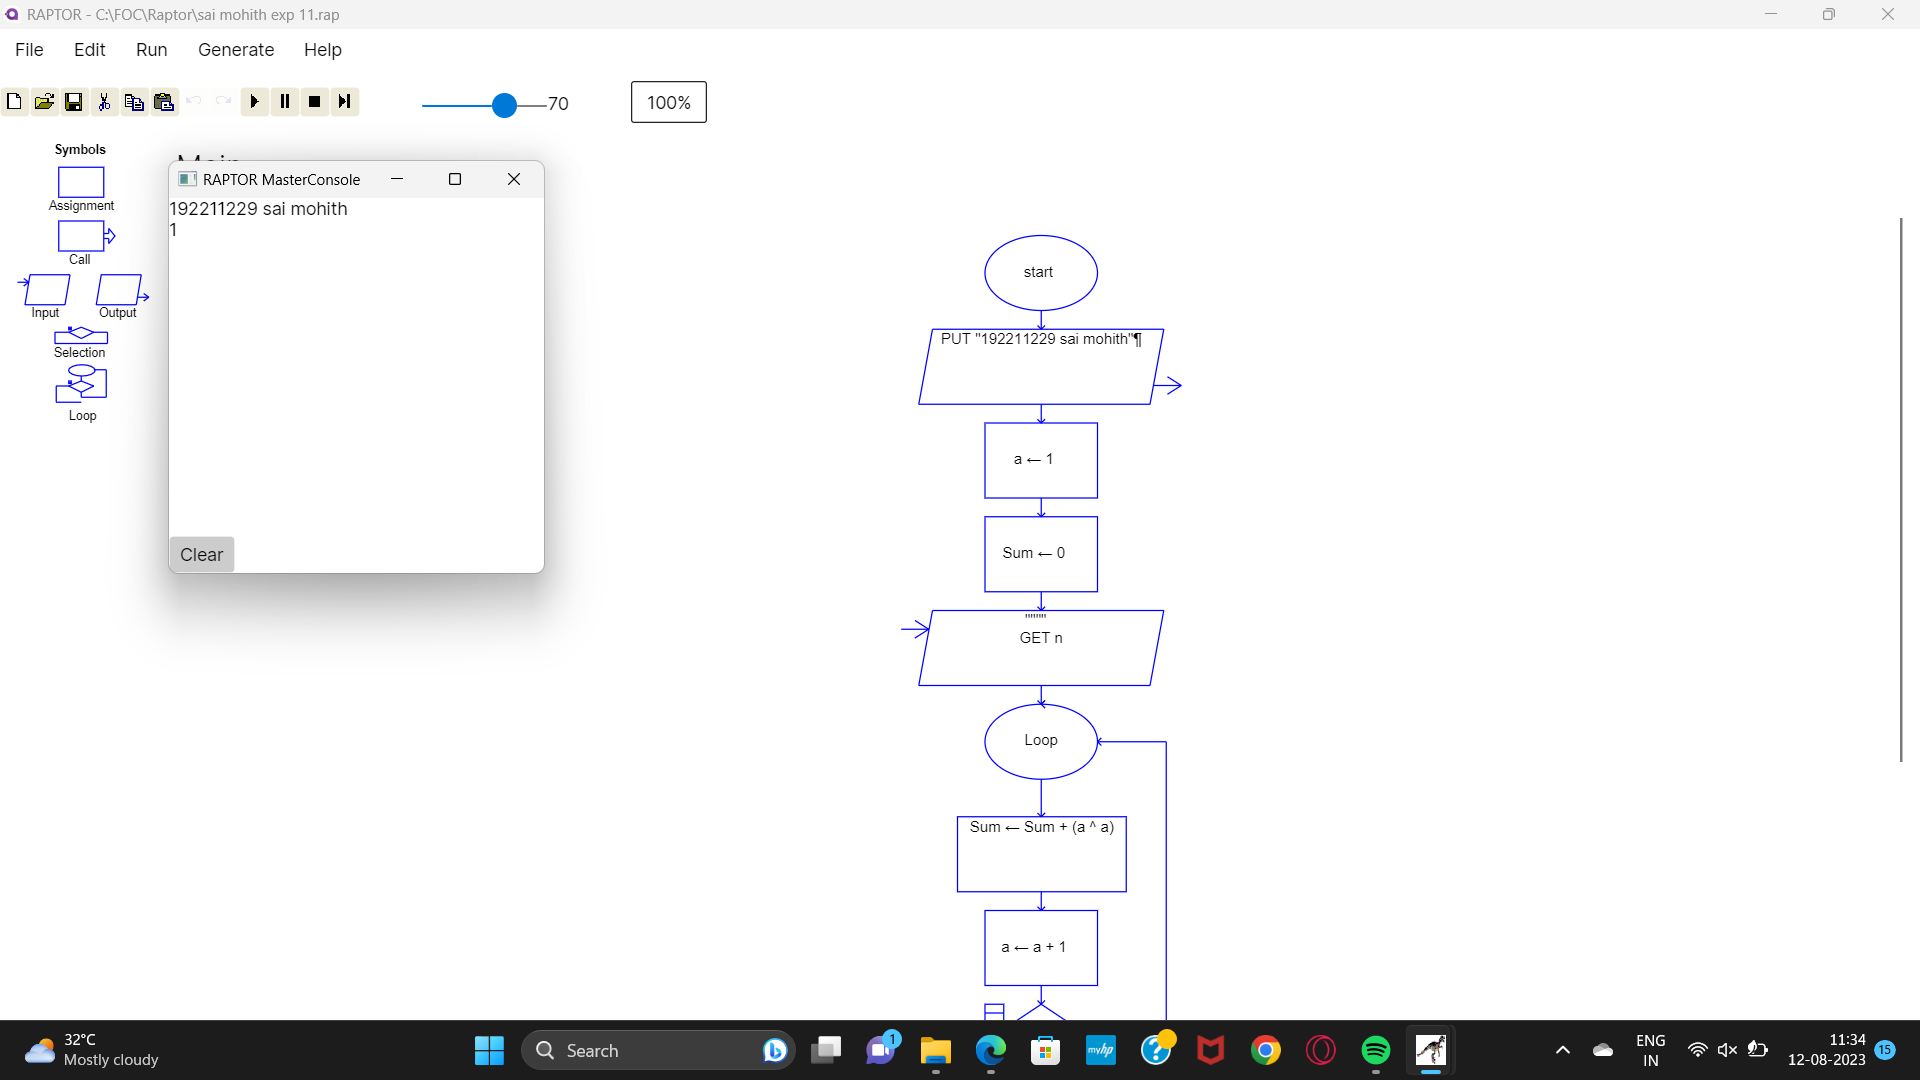 RAPTOR - C:\FOC\Raptor\sai mohith exp 11.rap
File Edit Run Generate Help
70
100%
Symbols
Assignment
Call
Input Output
Selection
Loop
RAPTOR MasterConsole
192211229 sai mohith
1
Clear
start
PUT "192211229 sai mohith"¶
a ← 1
Sum ← 0
""""
GET n
Loop
Sum ← Sum + (a ^ a)
a ← a + 1
32°C
Mostly cloudy
Search
1
myhp
ENG
IN
11:34
12-08-2023
15